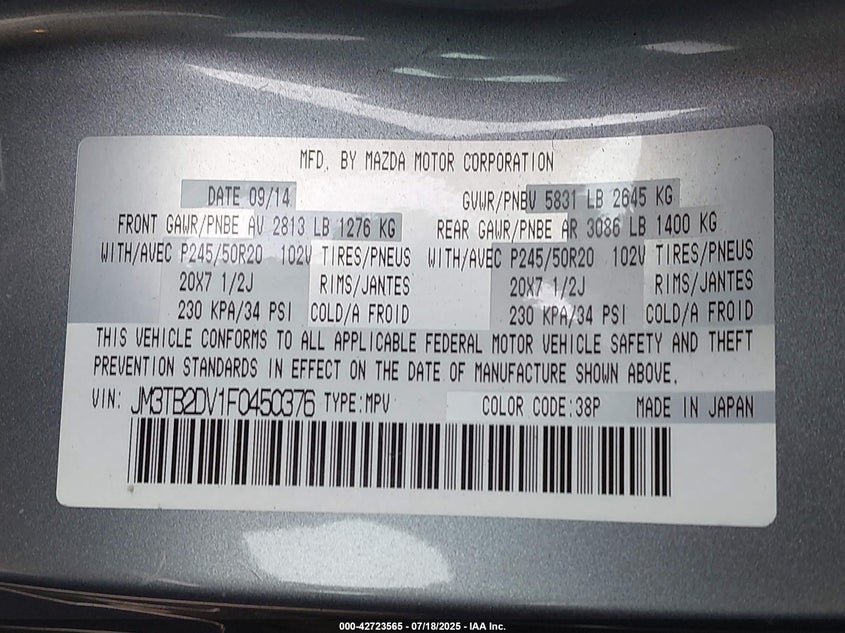 MFD. BY MAZDA MOTOR CORPORATION
DATE 09/14 GVWR/PNBV 5831 LB 2645 KG
FRONT GAWR/PNBE AV 2813 LB 1276 KG REAR GAWR/PNBE AR 3086 LB 1400 KG
WITH/AVEC P245/50R20 102V TIRES/PNEUS WITH/AVEC P245/50R20 102V TIRES/PNEUS
20X7 1/2J RIMS/JANTES 20X7 1/2J RIMS/JANTES
230 KPA/34 PSI COLD/A FROID 230 KPA/34 PSI COLD/A FROID
THIS VEHICLE CONFORMS TO ALL APPLICABLE FEDERAL MOTOR VEHICLE SAFETY AND THEFT
PREVENTION STANDARDS IN EFFECT ON THE DATE OF MANUFACTURE SHOWN ABOVE.
VIN: JM3TB2DV1F0450376 TYPE:MPV COLOR CODE:38P MADE IN JAPAN
000-42723565 - 07/18/2025 - IAA Inc.